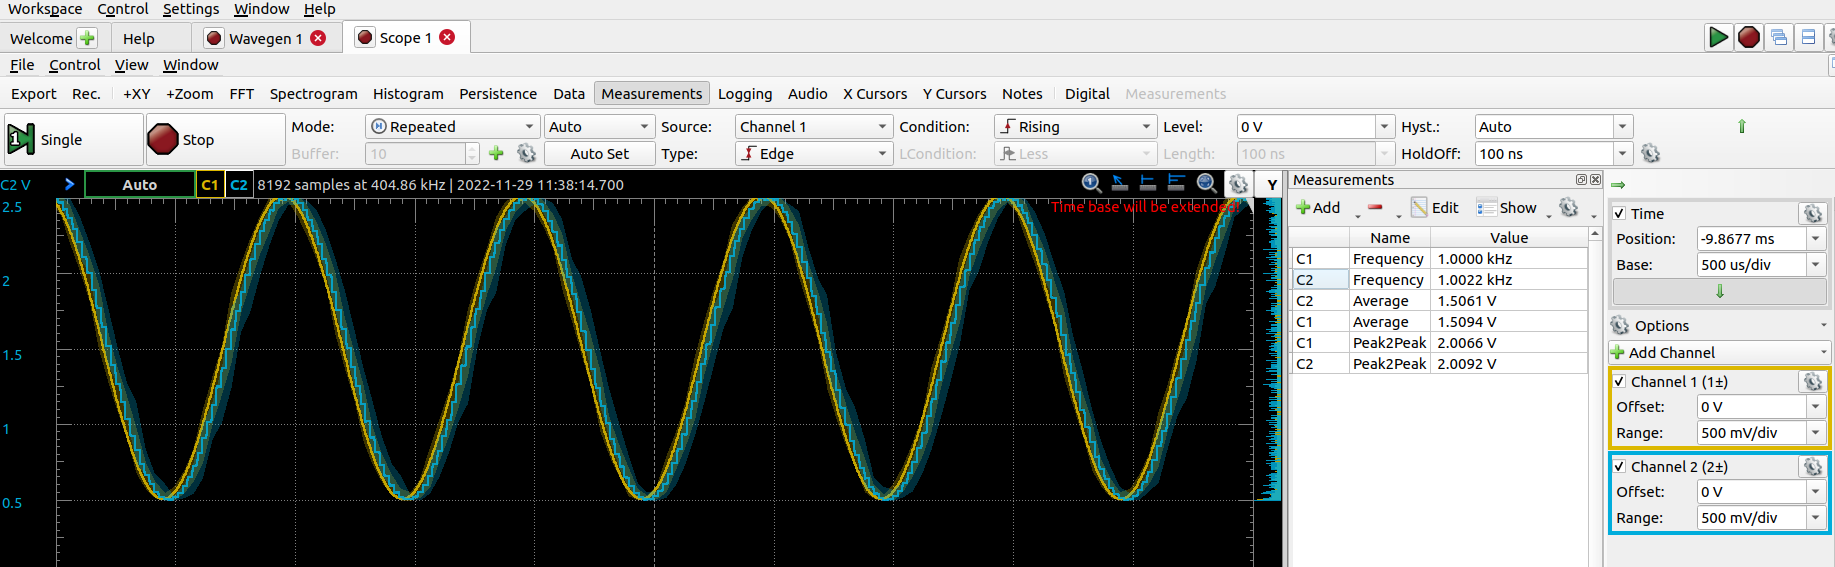 Workspace Control Settings Window Help
Welcome Help Wavegen 1 Scope 1
File Control View Window
Export Rec. +XY +Zoom FFT Spectrogram Histogram Persistence Data Measurements Logging Audio X Cursors Y Cursors Notes Digital Measurements
1 Single Stop Mode: Repeated Auto Source: Channel 1 Condition: Rising Level: 0 V Hyst.: Auto
Buffer: 10 Auto Set Type: Edge LCondition: Less Length: 100 ns HoldOff: 100 ns
C2 V Auto C1 C2 8192 samples at 404.86 kHz | 2022-11-29 11:38:14.700 Y
Time base will be extended!
2.5
2
1.5
1
0.5
Measurements
Add Edit Show
Name Value
C1 Frequency 1.0000 kHz
C2 Frequency 1.0022 kHz
C2 Average 1.5061 V
C1 Average 1.5094 V
C1 Peak2Peak 2.0066 V
C2 Peak2Peak 2.0092 V
Time
Position: -9.8677 ms
Base: 500 us/div
Options
Add Channel
Channel 1 (1±)
Offset: 0 V
Range: 500 mV/div
Channel 2 (2±)
Offset: 0 V
Range: 500 mV/div